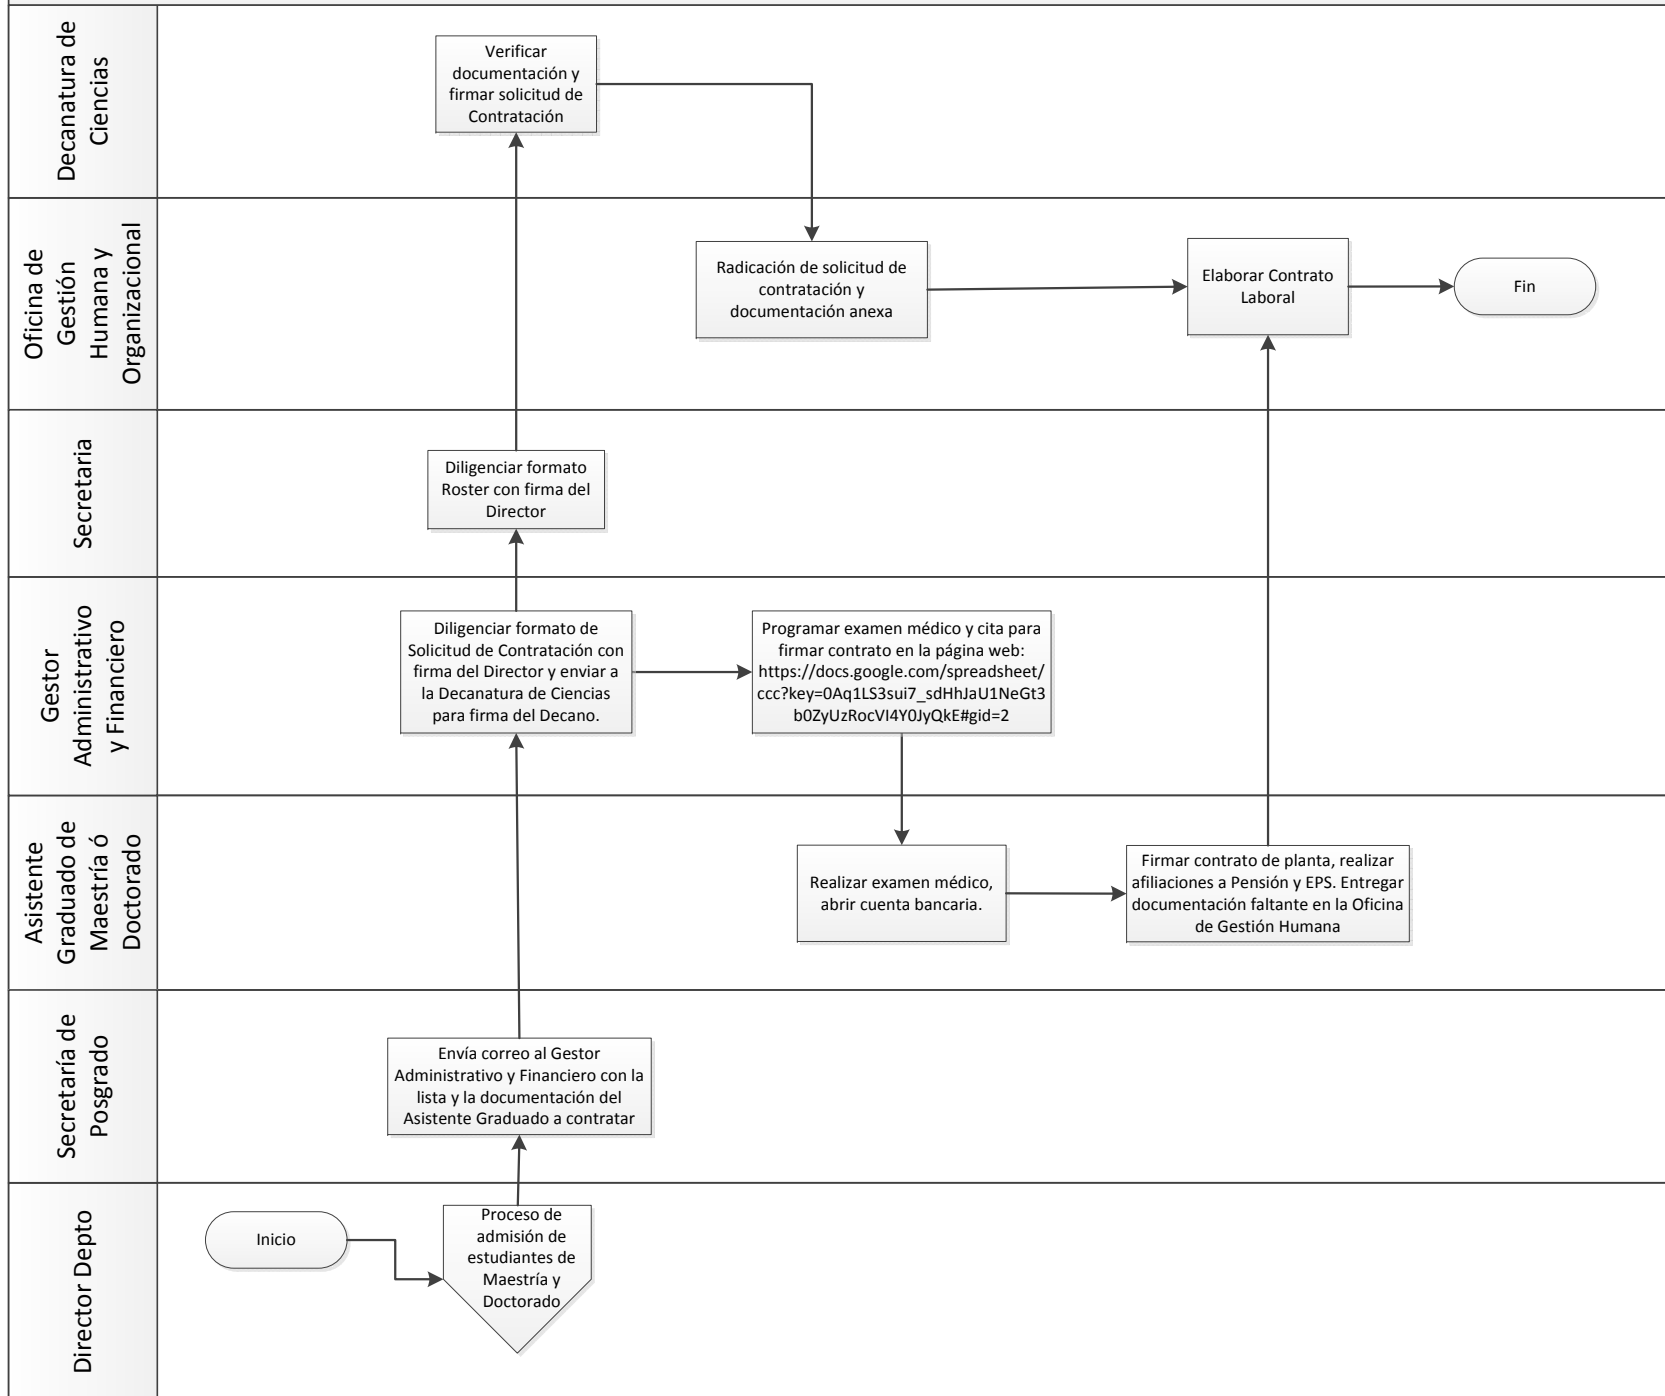 Decanatura de
Ciencias
Verificar
documentación y
firmar solicitud de
Contratación
Oficina de
Gestión
Humana y
Organizacional
Radicación de solicitud de
contratación y
documentación anexa
Elaborar Contrato
Laboral
Fin
Secretaria
Diligenciar formato
Roster con firma del
Director
Gestor
Administrativo
y Financiero
Diligenciar formato de
Solicitud de Contratación con
firma del Director y enviar a
la Decanatura de Ciencias
para firma del Decano.
Programar examen médico y cita para
firmar contrato en la página web:
https://docs.google.com/spreadsheet/
ccc?key=0Aq1LS3sui7_sdHhJaU1NeGt3
b0ZyUzRocVI4Y0JyQkE#gid=2
Asistente
Graduado de
Maestría ó
Doctorado
Realizar examen médico,
abrir cuenta bancaria.
Firmar contrato de planta, realizar
afiliaciones a Pensión y EPS. Entregar
documentación faltante en la Oficina
de Gestión Humana
Secretaría de
Posgrado
Envía correo al Gestor
Administrativo y Financiero con la
lista y la documentación del
Asistente Graduado a contratar
Director Depto
Inicio
Proceso de
admisión de
estudiantes de
Maestría y
Doctorado